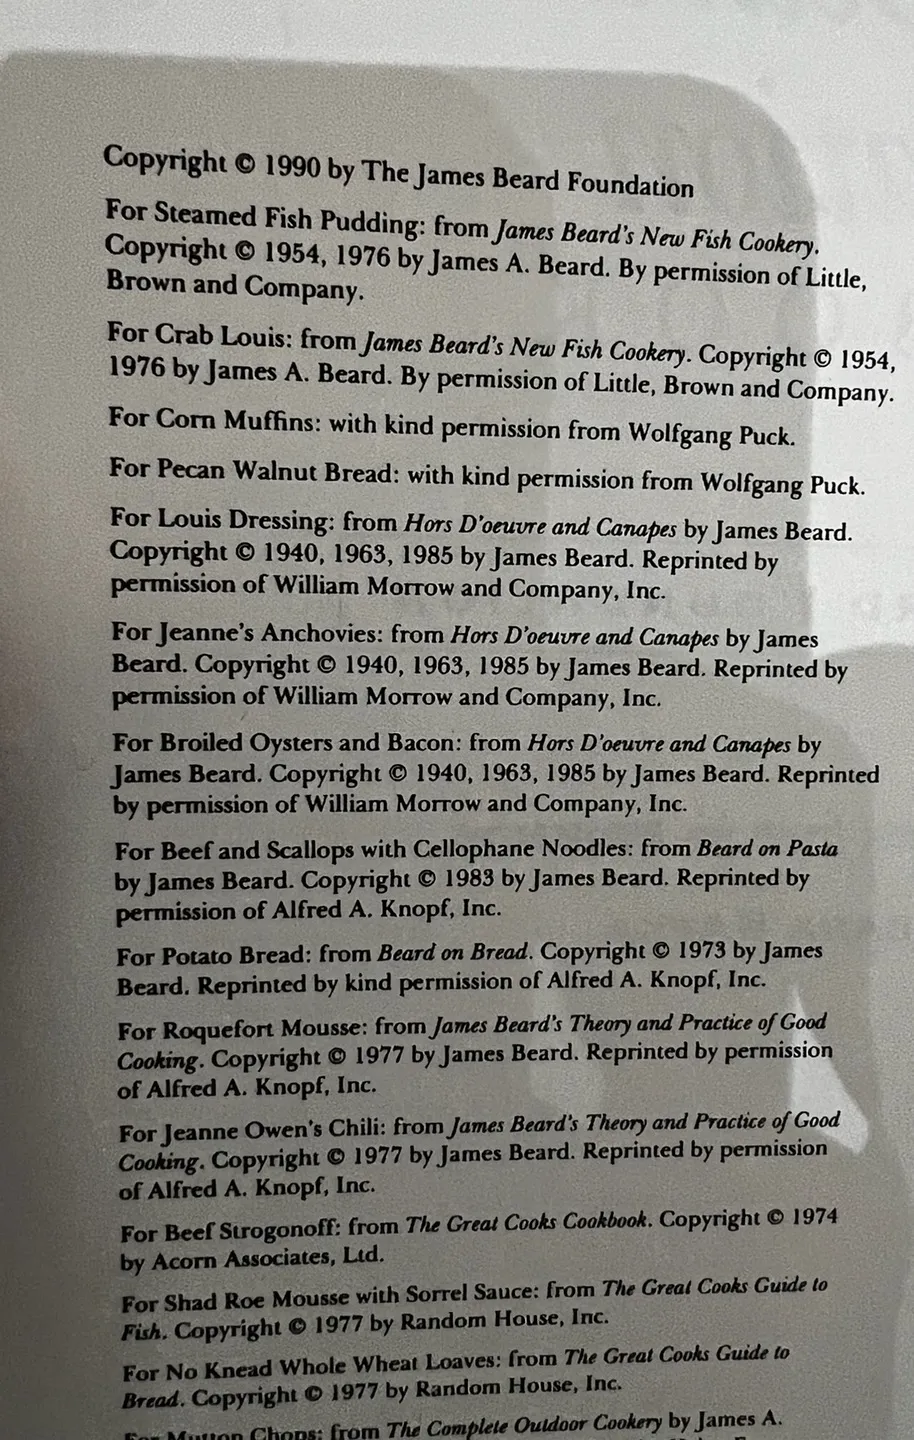 Copyright © 1990 by The James Beard Foundation
For Steamed Fish Pudding: from James Beard's New Fish Cookery.
Copyright © 1954, 1976 by James A. Beard. By permission of Little,
Brown and Company.
For Crab Louis: from James Beard's New Fish Cookery. Copyright © 1954,
1976 by James A. Beard. By permission of Little, Brown and Company.
For Corn Muffins: with kind permission from Wolfgang Puck.
For Pecan Walnut Bread: with kind permission from Wolfgang Puck.
For Louis Dressing: from Hors D'oeuvre and Canapes by James Beard.
Copyright © 1940, 1963, 1985 by James Beard. Reprinted by
permission of William Morrow and Company, Inc.
For Jeanne's Anchovies: from Hors D'oeuvre and Canapes by James
Beard. Copyright © 1940, 1963, 1985 by James Beard. Reprinted by
permission of William Morrow and Company, Inc.
For Broiled Oysters and Bacon: from Hors D'oeuvre and Canapes by
James Beard. Copyright © 1940, 1963, 1985 by James Beard. Reprinted
by permission of William Morrow and Company, Inc.
For Beef and Scallops with Cellophane Noodles: from Beard on Pasta
by James Beard. Copyright © 1983 by James Beard. Reprinted by
permission of Alfred A. Knopf, Inc.
For Potato Bread: from Beard on Bread. Copyright © 1973 by James
Beard. Reprinted by kind permission of Alfred A. Knopf, Inc.
For Roquefort Mousse: from James Beard's Theory and Practice of Good
Cooking. Copyright © 1977 by James Beard. Reprinted by permission
of Alfred A. Knopf, Inc.
For Jeanne Owen's Chili: from James Beard's Theory and Practice of Good
Cooking. Copyright © 1977 by James Beard. Reprinted by permission
of Alfred A. Knopf, Inc.
For Beef Strogonoff: from The Great Cooks Cookbook. Copyright © 1974
by Acorn Associates, Ltd.
For Shad Roe Mousse with Sorrel Sauce: from The Great Cooks Guide to
Fish. Copyright © 1977 by Random House, Inc.
For No Knead Whole Wheat Loaves: from The Great Cooks Guide to
Bread. Copyright © 1977 by Random House, Inc.
For Mutton Chops: from The Complete Outdoor Cookery by James A.